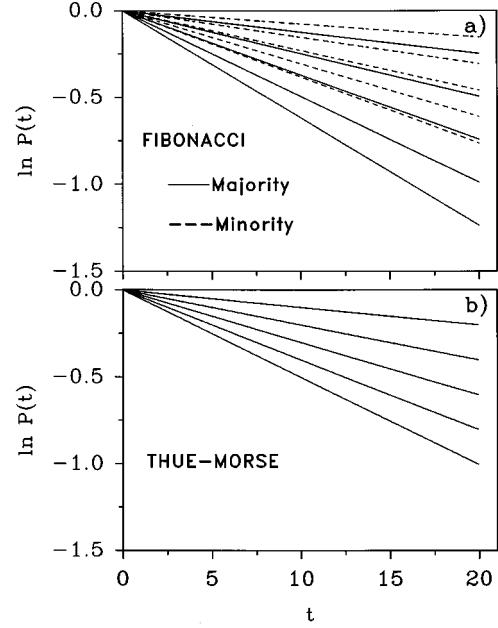 0.0
a)
−0.5
ln P(t)
FIBONACCI
Majority
−1.0
Minority
−1.5
0.0
b)
−0.5
ln P(t)
−1.0
THUE−MORSE
−1.5
0 5 10 15 20
t